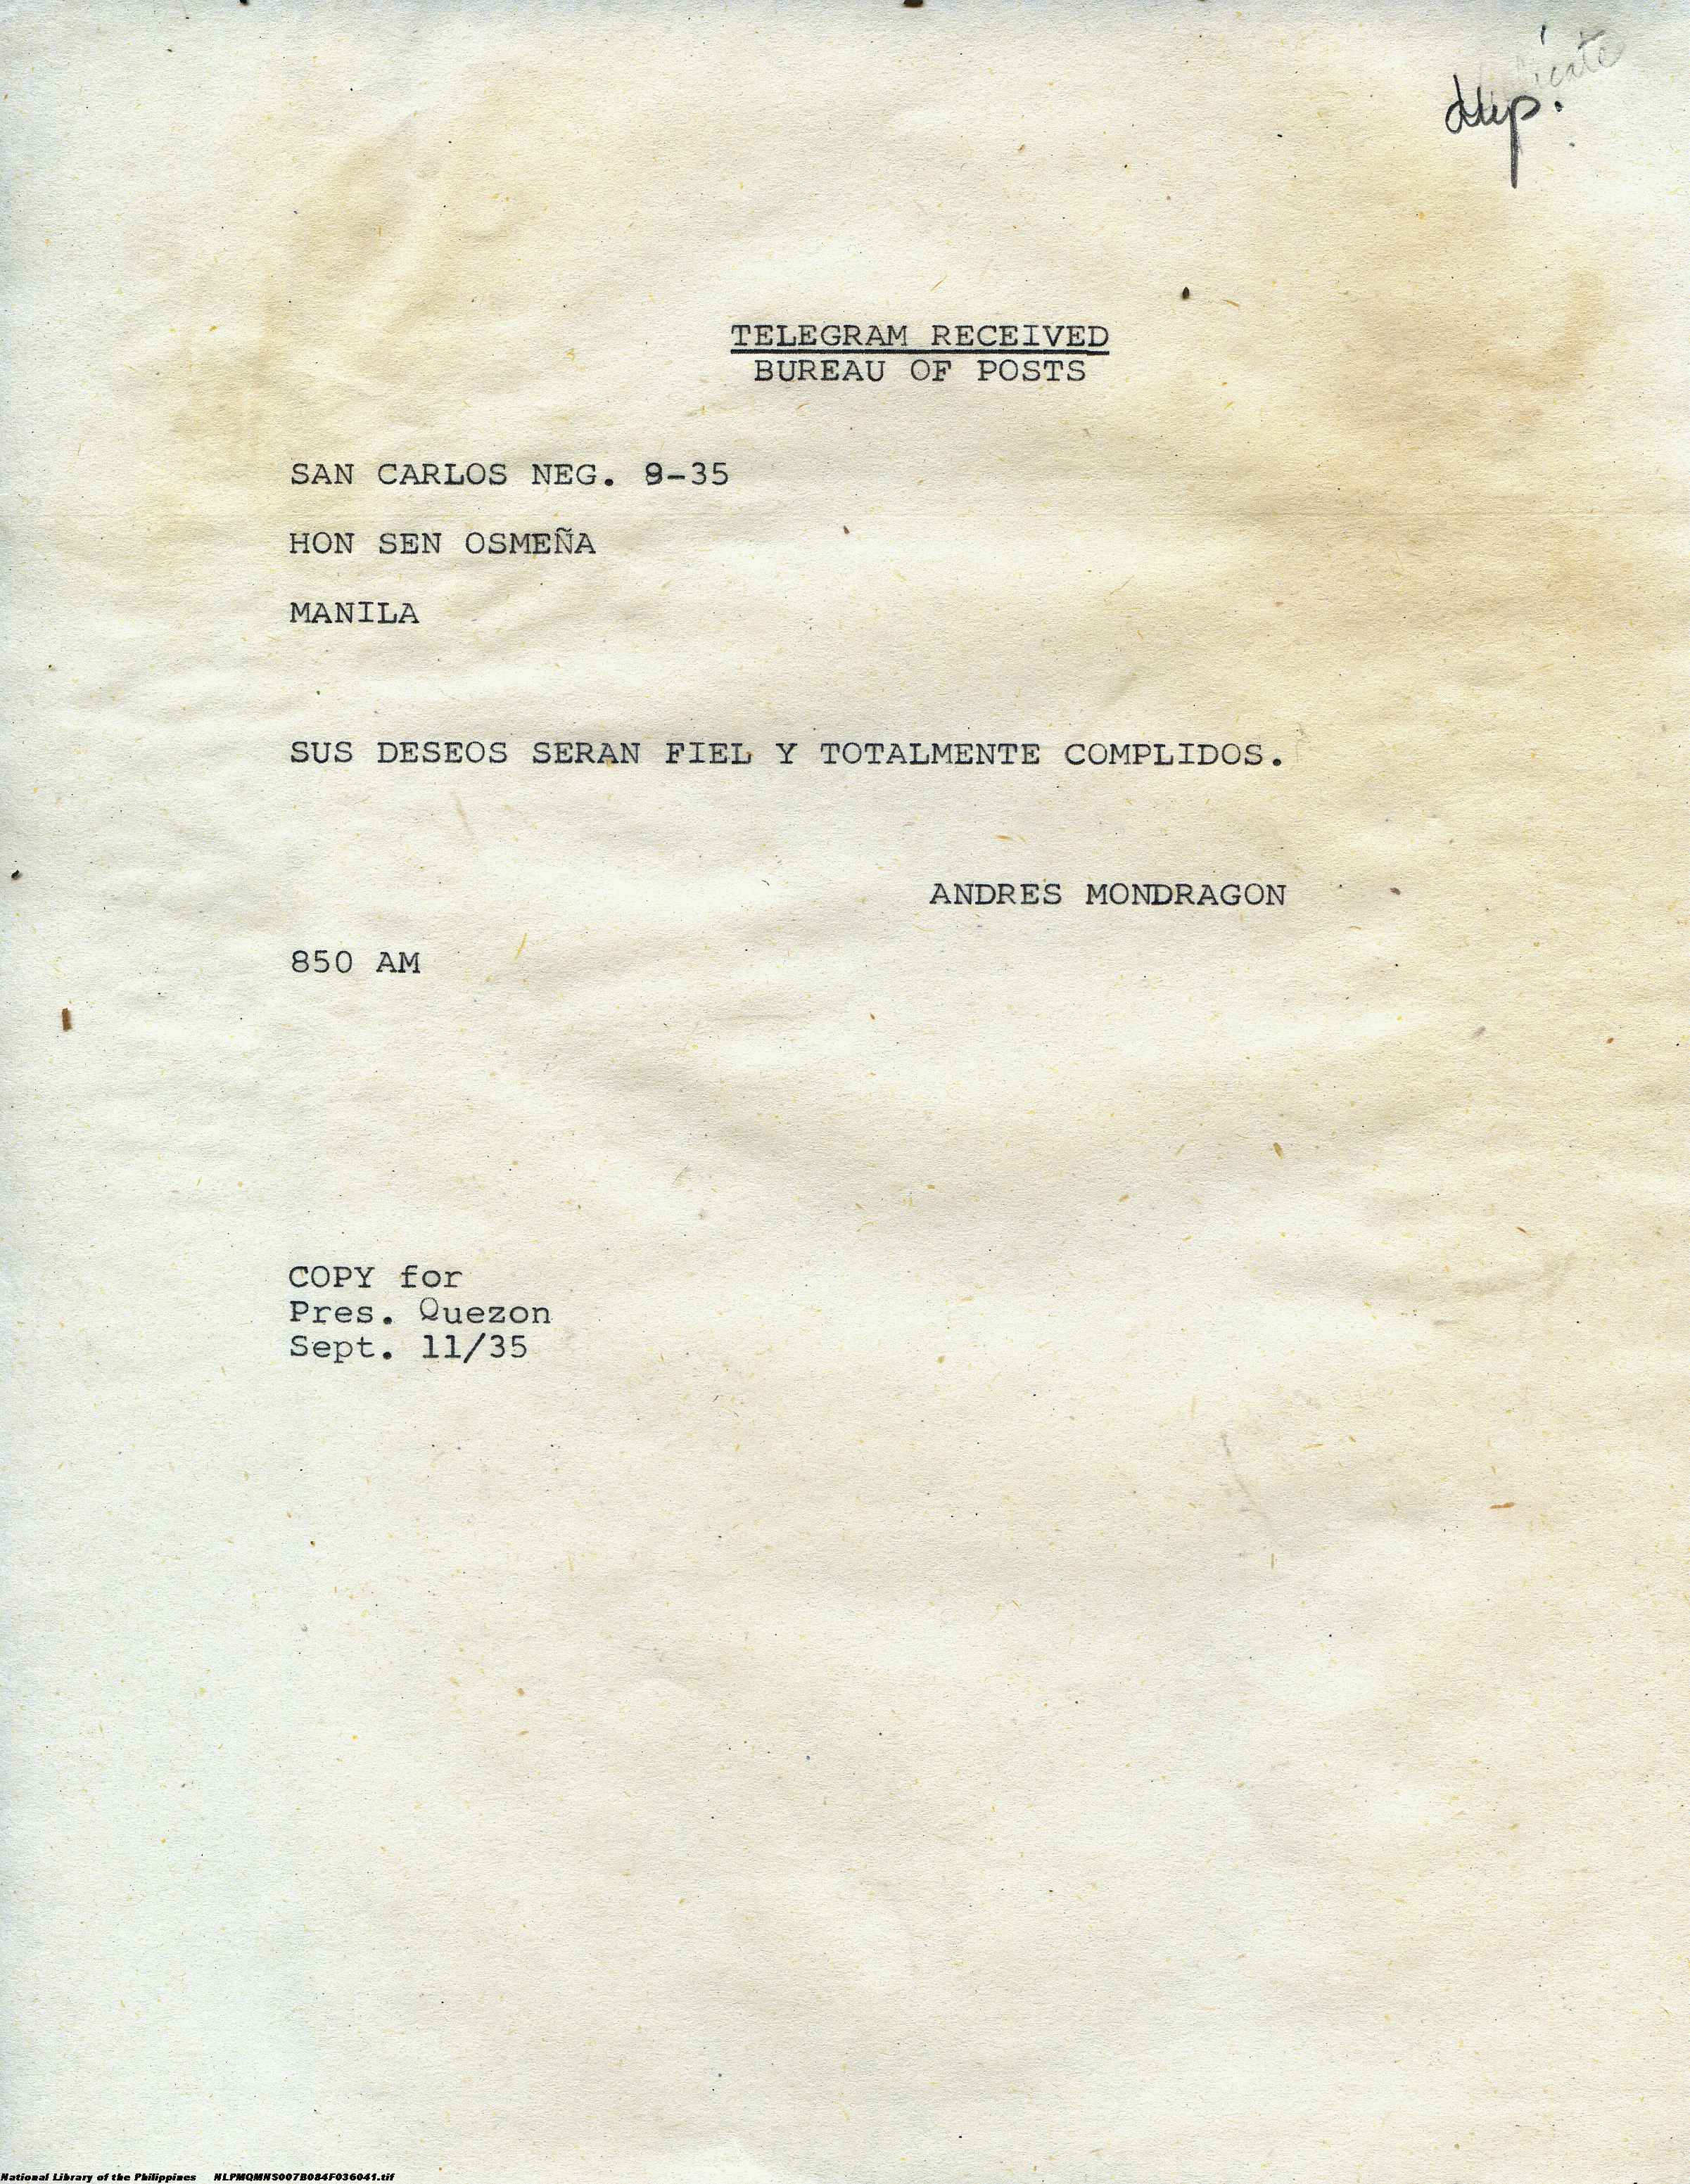 dup.
TELEGRAM RECEIVED
BUREAU OF POSTS
SAN CARLOS NEG. 9-35
HON SEN OSMEÑA
MANILA
SUS DESEOS SERAN FIEL Y TOTALMENTE COMPLIDOS.
ANDRES MONDRAGON
850 AM
COPY for
Pres. Quezon
Sept. 11/35
National Library of the Philippines NLPMQMNS007B084F036041.tif